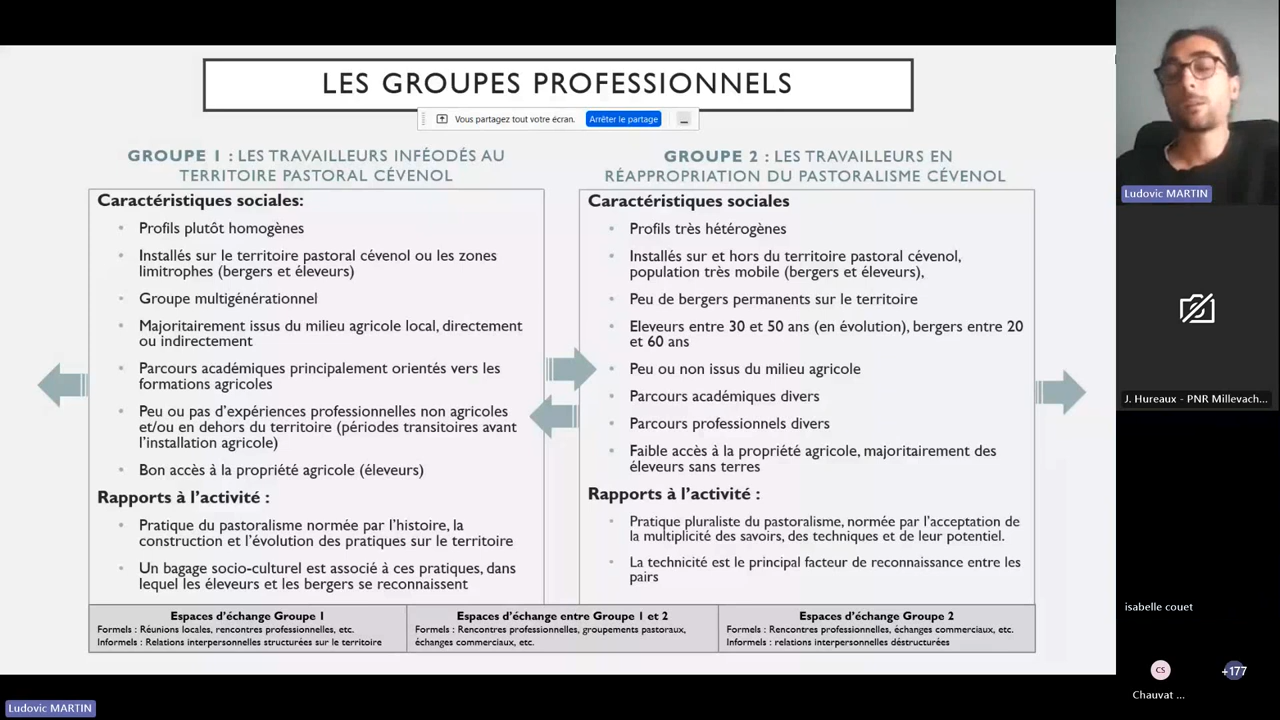 LES GROUPES PROFESSIONNELS
Vous partagez tout votre écran.
Arrêter le partage
GROUPE 1 : LES TRAVAILLEURS INFÉODÉS AU
TERRITOIRE PASTORAL CÉVENOL
Caractéristiques sociales:
• Profils plutôt homogènes
• Installés sur le territoire pastoral cévenol ou les zones
limitrophes (bergers et éleveurs)
• Groupe multigénérationnel
• Majoritairement issus du milieu agricole local, directement
ou indirectement
• Parcours académiques principalement orientés vers les
formations agricoles
• Peu ou pas d'expériences professionnelles non agricoles
et/ou en dehors du territoire (périodes transitoires avant
l'installation agricole)
• Bon accès à la propriété agricole (éleveurs)
Rapports à l'activité :
• Pratique du pastoralisme normée par l'histoire, la
construction et l'évolution des pratiques sur le territoire
• Un bagage socio-culturel est associé à ces pratiques, dans
lequel les éleveurs et les bergers se reconnaissent
GROUPE 2 : LES TRAVAILLEURS EN
RÉAPPROPRIATION DU PASTORALISME CÉVENOL
Caractéristiques sociales
• Profils très hétérogènes
• Installés sur et hors du territoire pastoral cévenol,
population très mobile (bergers et éleveurs),
• Peu de bergers permanents sur le territoire
• Eleveurs entre 30 et 50 ans (en évolution), bergers entre 20
et 60 ans
• Peu ou non issus du milieu agricole
• Parcours académiques divers
• Parcours professionnels divers
• Faible accès à la propriété agricole, majoritairement des
éleveurs sans terres
Rapports à l'activité :
• Pratique pluraliste du pastoralisme, normée par l'acceptation de
la multiplicité des savoirs, des techniques et de leur potentiel.
• La technicité est le principal facteur de reconnaissance entre les
pairs
Espaces d'échange Groupe 1
Formels : Réunions locales, rencontres professionnelles, etc.
Informels : Relations interpersonnelles structurées sur le territoire
Espaces d'échange entre Groupe 1 et 2
Formels : Rencontres professionnelles, groupements pastoraux,
échanges commerciaux, etc.
Espaces d'échange Groupe 2
Formels : Rencontres professionnelles, échanges commerciaux, etc.
Informels : relations interpersonnelles déstructurées
Ludovic MARTIN
J. Hureaux - PNR Millevach...
isabelle couet
CS
+177
Chauvat ...
Ludovic MARTIN